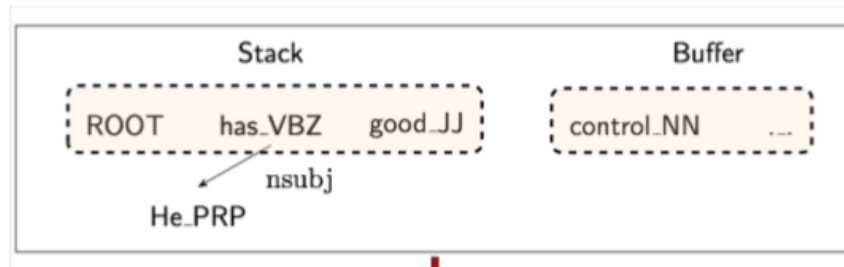 Stack Buffer
ROOT has_VBZ good_JJ control_NN ._.
nsubj
He_PRP